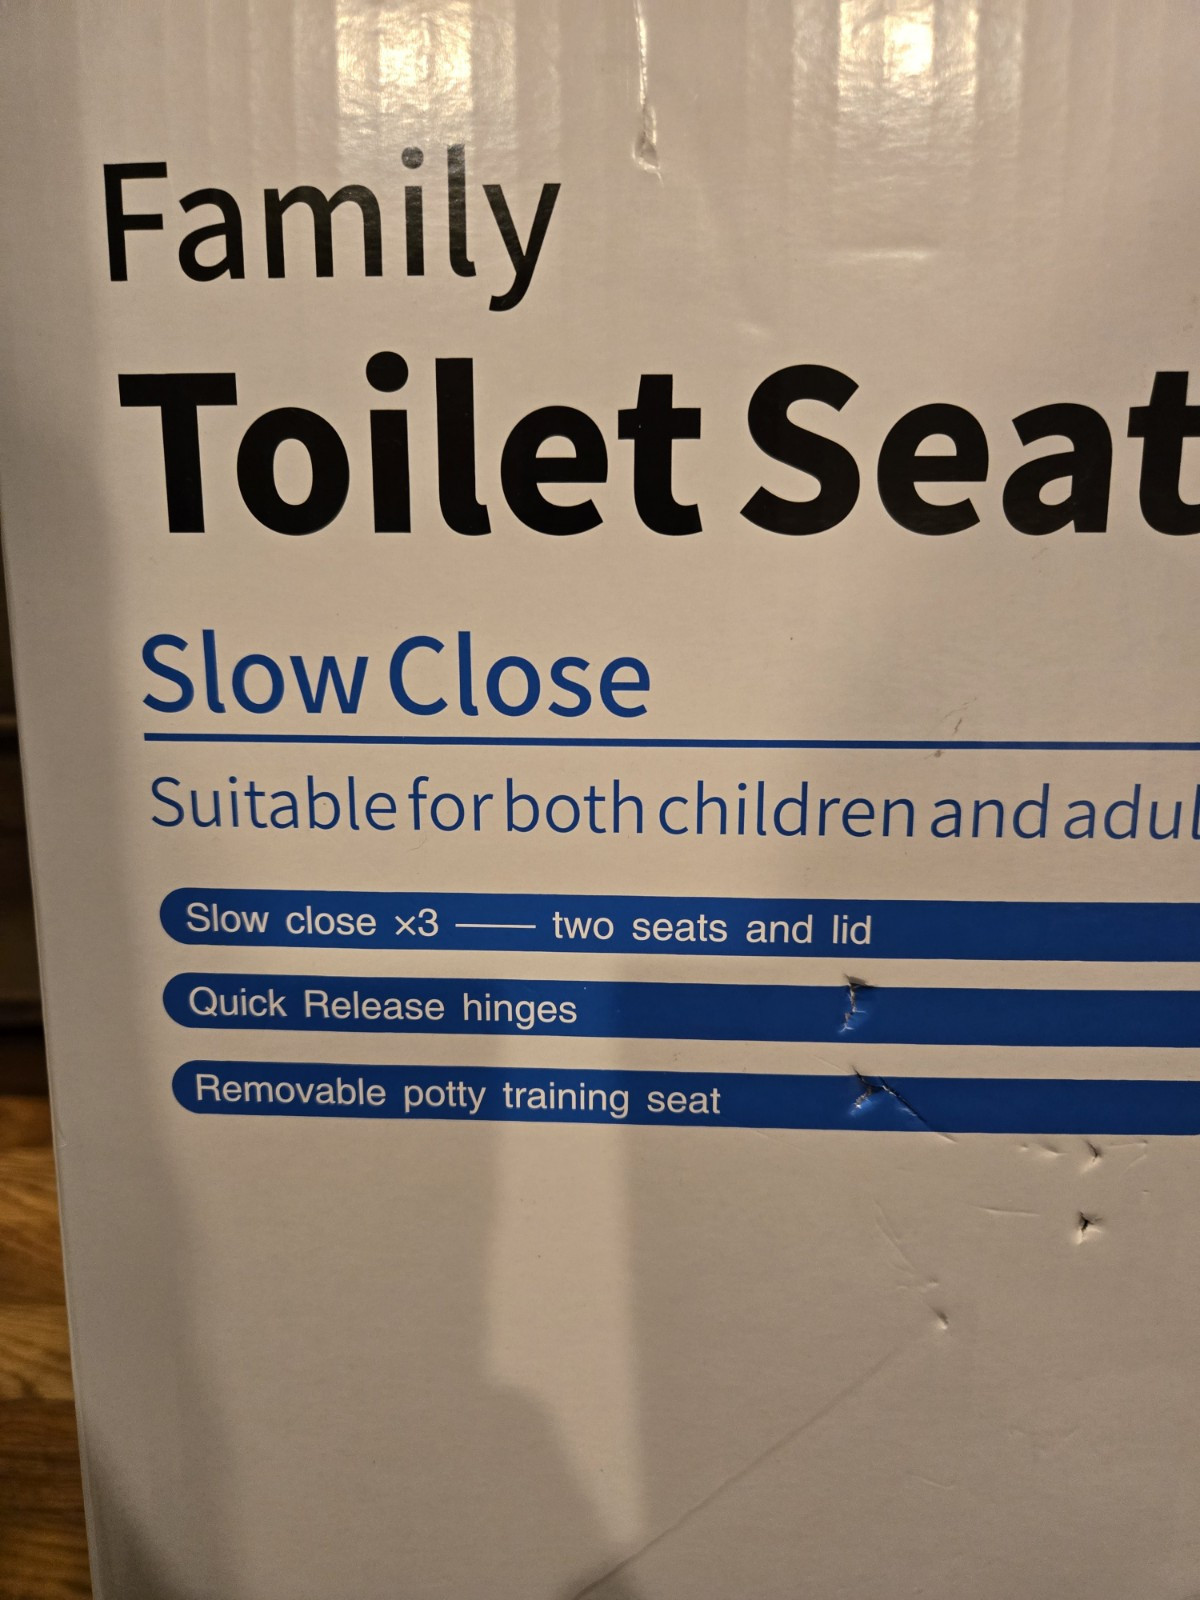 Family
Toilet Seat
Slow Close
Suitable for both children and adul
Slow close ×3 —— two seats and lid
Quick Release hinges
Removable potty training seat